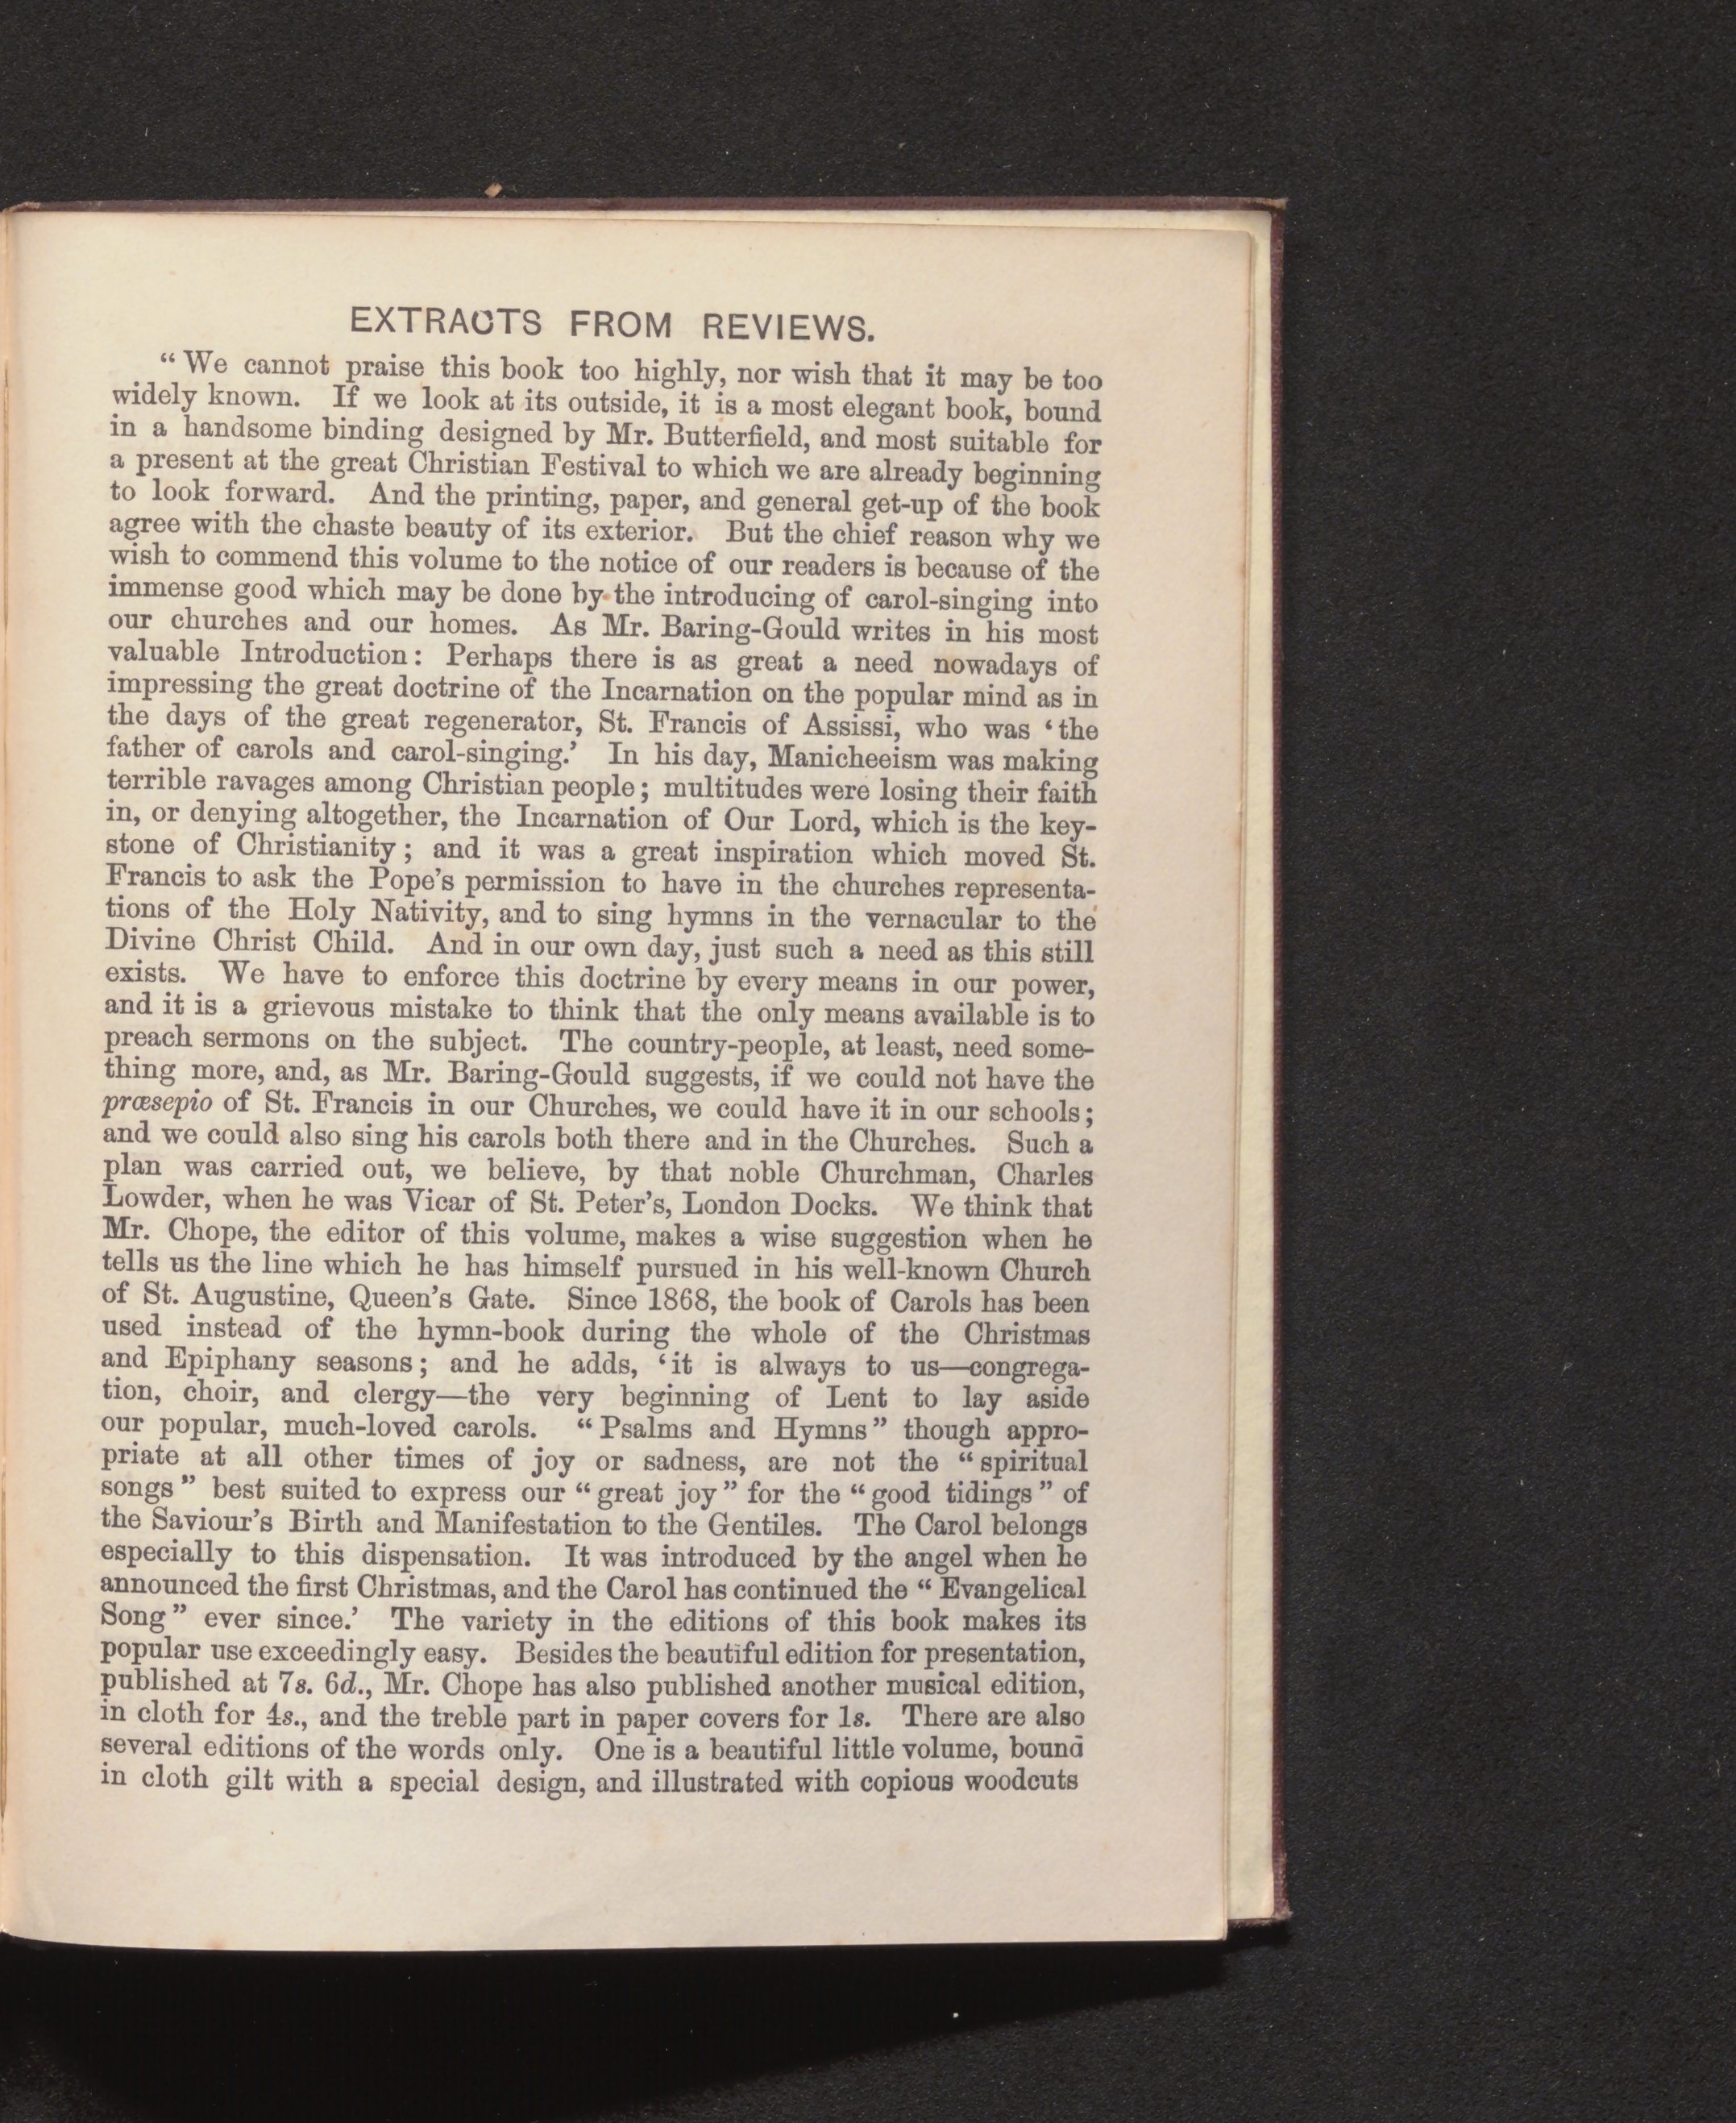 EXTRACTS FROM REVIEWS.
“We cannot praise this book too highly, nor wish that it may be too
widely known. If we look at its outside, it is a most elegant book, bound
in a handsome binding designed by Mr. Butterfield, and most suitable for
a present at the great Christian Festival to which we are already beginning
to look forward. And the printing, paper, and general get-up of the book
agree with the chaste beauty of its exterior. But the chief reason why we
wish to commend this volume to the notice of our readers is because of the
immense good which may be done by the introducing of carol-singing into
our churches and our homes. As Mr. Baring-Gould writes in his most
valuable Introduction: Perhaps there is as great a need nowadays of
impressing the great doctrine of the Incarnation on the popular mind as in
the days of the great regenerator, St. Francis of Assissi, who was ‘the
father of carols and carol-singing.’ In his day, Manicheeism was making
terrible ravages among Christian people; multitudes were losing their faith
in, or denying altogether, the Incarnation of Our Lord, which is the key-
stone of Christianity; and it was a great inspiration which moved St.
Francis to ask the Pope’s permission to have in the churches representa-
tions of the Holy Nativity, and to sing hymns in the vernacular to the
Divine Christ Child. And in our own day, just such a need as this still
exists. We have to enforce this doctrine by every means in our power,
and it is a grievous mistake to think that the only means available is to
preach sermons on the subject. The country-people, at least, need some-
thing more, and, as Mr. Baring-Gould suggests, if we could not have the
præsepio of St. Francis in our Churches, we could have it in our schools;
and we could also sing his carols both there and in the Churches. Such a
plan was carried out, we believe, by that noble Churchman, Charles
Lowder, when he was Vicar of St. Peter’s, London Docks. We think that
Mr. Chope, the editor of this volume, makes a wise suggestion when he
tells us the line which he has himself pursued in his well-known Church
of St. Augustine, Queen’s Gate. Since 1868, the book of Carols has been
used instead of the hymn-book during the whole of the Christmas
and Epiphany seasons; and he adds, ‘it is always to us—congrega-
tion, choir, and clergy—the very beginning of Lent to lay aside
our popular, much-loved carols. “Psalms and Hymns” though appro-
priate at all other times of joy or sadness, are not the “spiritual
songs” best suited to express our “great joy” for the “good tidings” of
the Saviour’s Birth and Manifestation to the Gentiles. The Carol belongs
especially to this dispensation. It was introduced by the angel when he
announced the first Christmas, and the Carol has continued the “Evangelical
Song” ever since.’ The variety in the editions of this book makes its
popular use exceedingly easy. Besides the beautiful edition for presentation,
published at 7s. 6d., Mr. Chope has also published another musical edition,
in cloth for 4s., and the treble part in paper covers for 1s. There are also
several editions of the words only. One is a beautiful little volume, bound
in cloth gilt with a special design, and illustrated with copious woodcuts